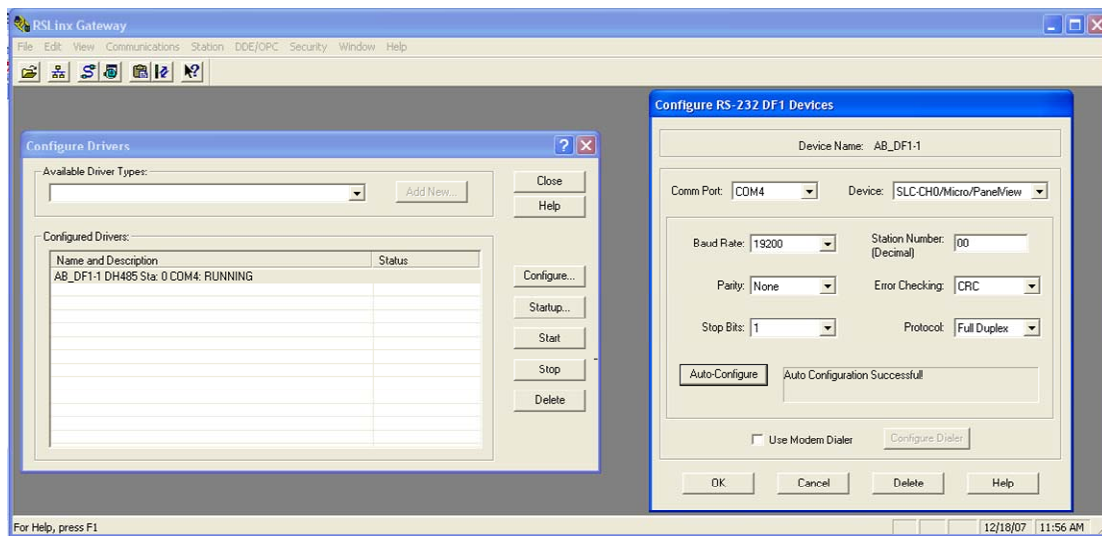 RSLinx Gateway
File Edit View Communications Station DDE/OPC Security Window Help
Configure Drivers
Available Driver Types:
Add New...
Close
Help
Configured Drivers:
Name and Description Status
AB_DF1-1 DH485 Sta: 0 COM4: RUNNING
Configure...
Startup...
Start
Stop
Delete
Configure RS-232 DF1 Devices
Device Name: AB_DF1-1
Comm Port: COM4 Device: SLC-CH0/Micro/PanelView
Baud Rate: 19200 Station Number: 00
(Decimal)
Parity: None Error Checking: CRC
Stop Bits: 1 Protocol: Full Duplex
Auto-Configure Auto Configuration Successful!
Use Modem Dialer Configure Dialer
OK Cancel Delete Help
For Help, press F1 12/18/07 11:56 AM